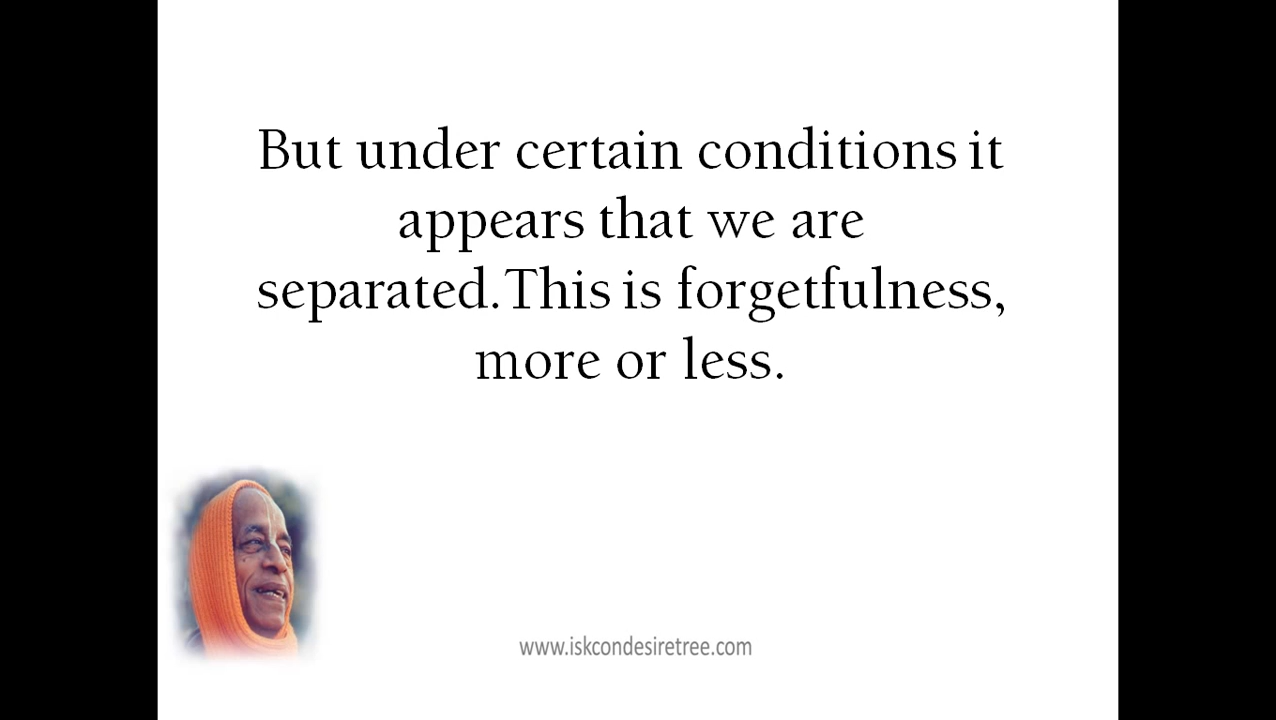 But under certain conditions it
appears that we are
separated.This is forgetfulness,
more or less.
www.iskcondesiretree.com